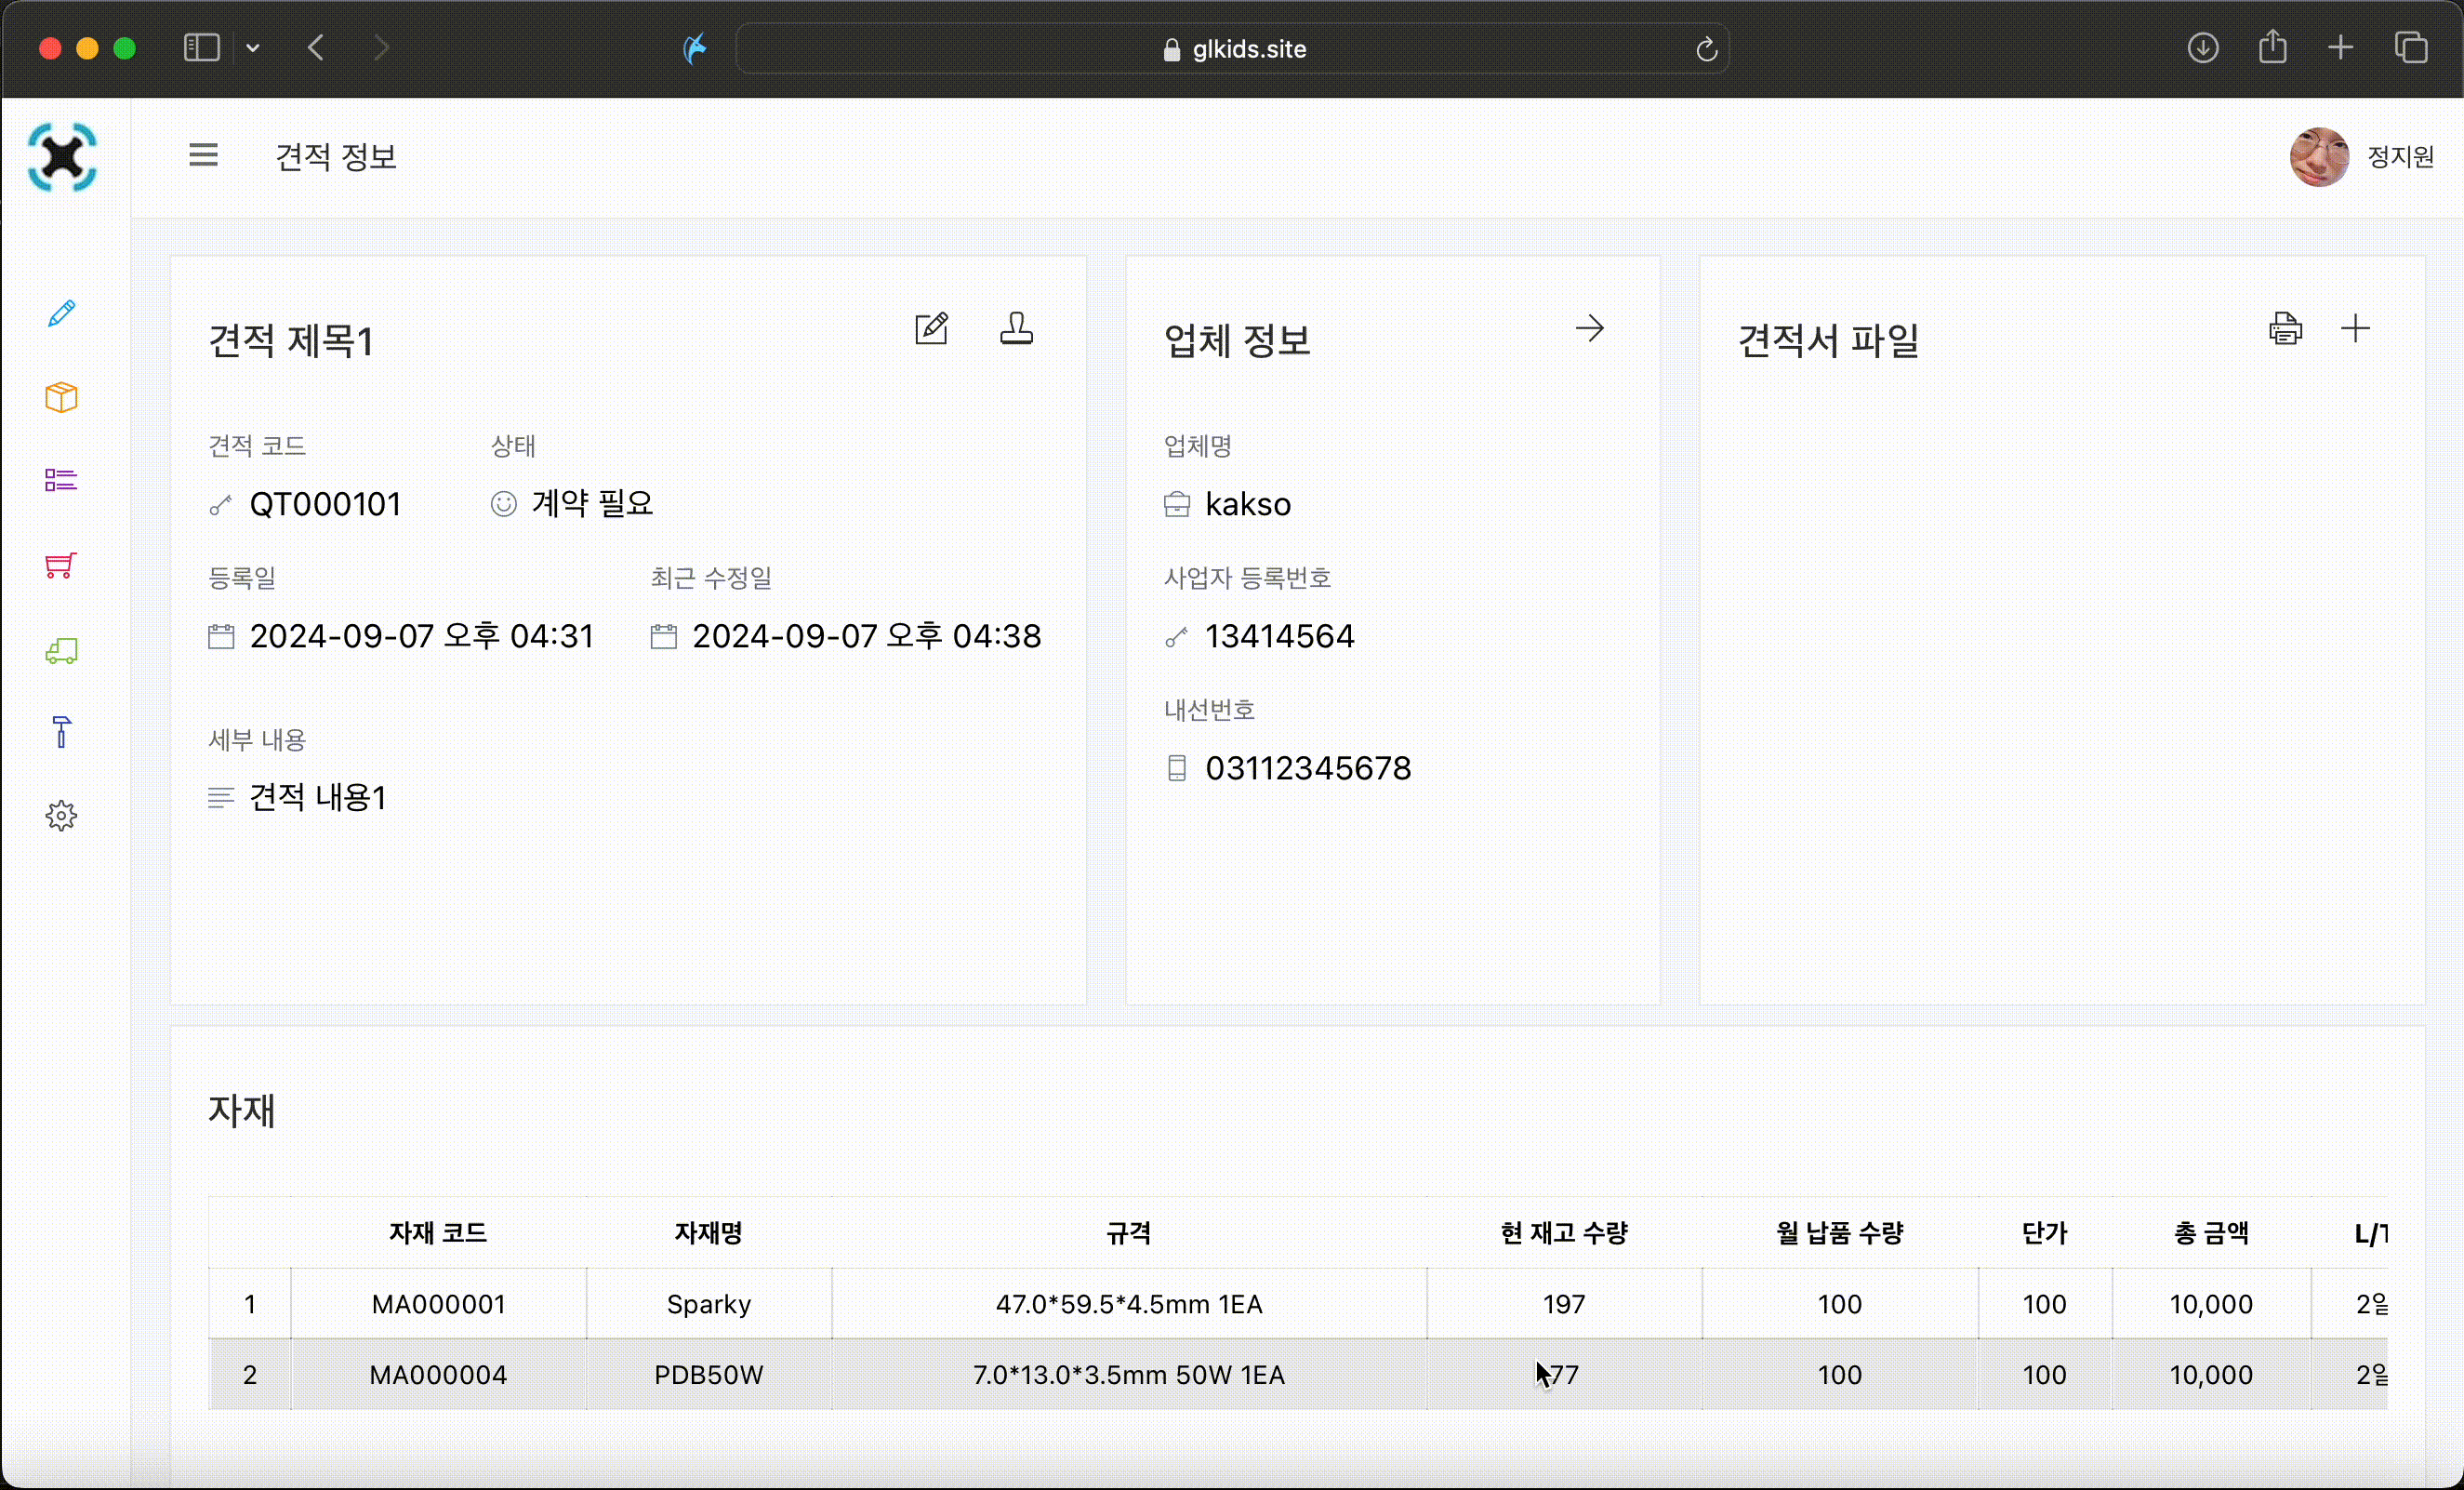 glkids.site
견적 정보
정지원
견적 제목1
견적 코드
상태
QT000101
계약 필요
등록일
최근 수정일
2024-09-07 오후 04:31
2024-09-07 오후 04:38
세부 내용
견적 내용1
업체 정보
업체명
kakso
사업자 등록번호
13414564
내선번호
03112345678
견적서 파일
자재
자재 코드 자재명 규격 현 재고 수량 월 납품 수량 단가 총 금액
1 MA000001 Sparky 47.0*59.5*4.5mm 1EA 197 100 100 10,000 2일
2 MA000004 PDB50W 7.0*13.0*3.5mm 50W 1EA 100 100 10,000 2일